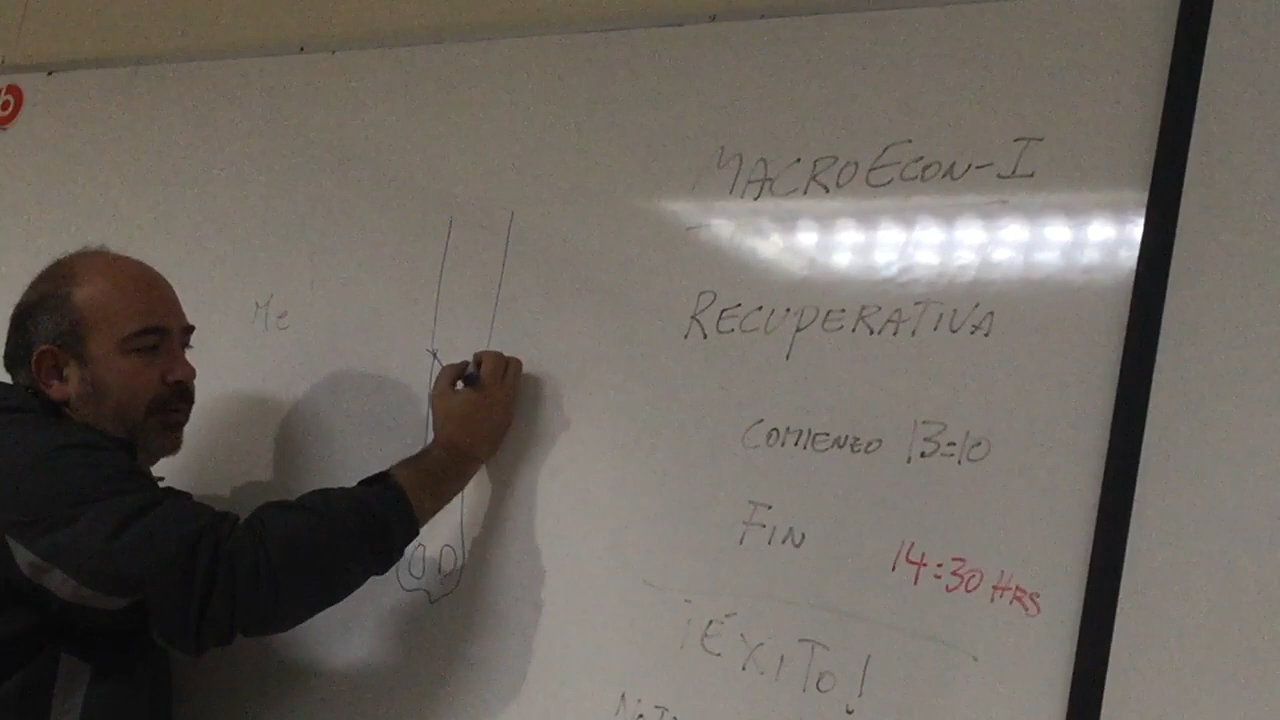 MACROECON-I
Me
RECUPERATIVA
COMIENZO 13:10
FIN 14:30 HRS
¡ÉXITO!